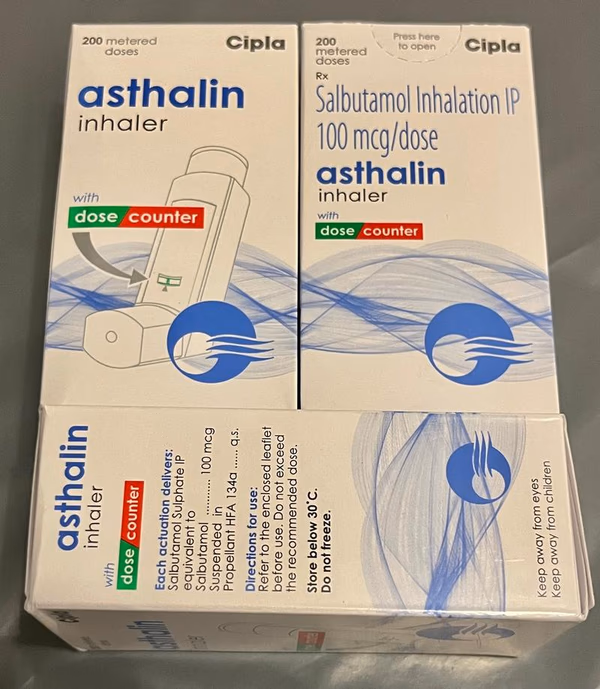 200 metered
doses
Cipla
asthalin
inhaler
with
dose counter
200
metered
doses
Press here
to open
Cipla
Rx
Salbutamol Inhalation IP
100 mcg/dose
asthalin
inhaler
with
dose counter
asthalin
inhaler
with
dose counter
Each actuation delivers:
Salbutamol Sulphate IP
equivalent to
Salbutamol ............ 100 mcg
Suspended in
Propellant HFA 134a ...... q.s.
Directions for use:
Refer to the enclosed leaflet
before use. Do not exceed
the recommended dose.
Store below 30°C.
Do not freeze.
Keep away from eyes
Keep away from children
Cipla
asthalin